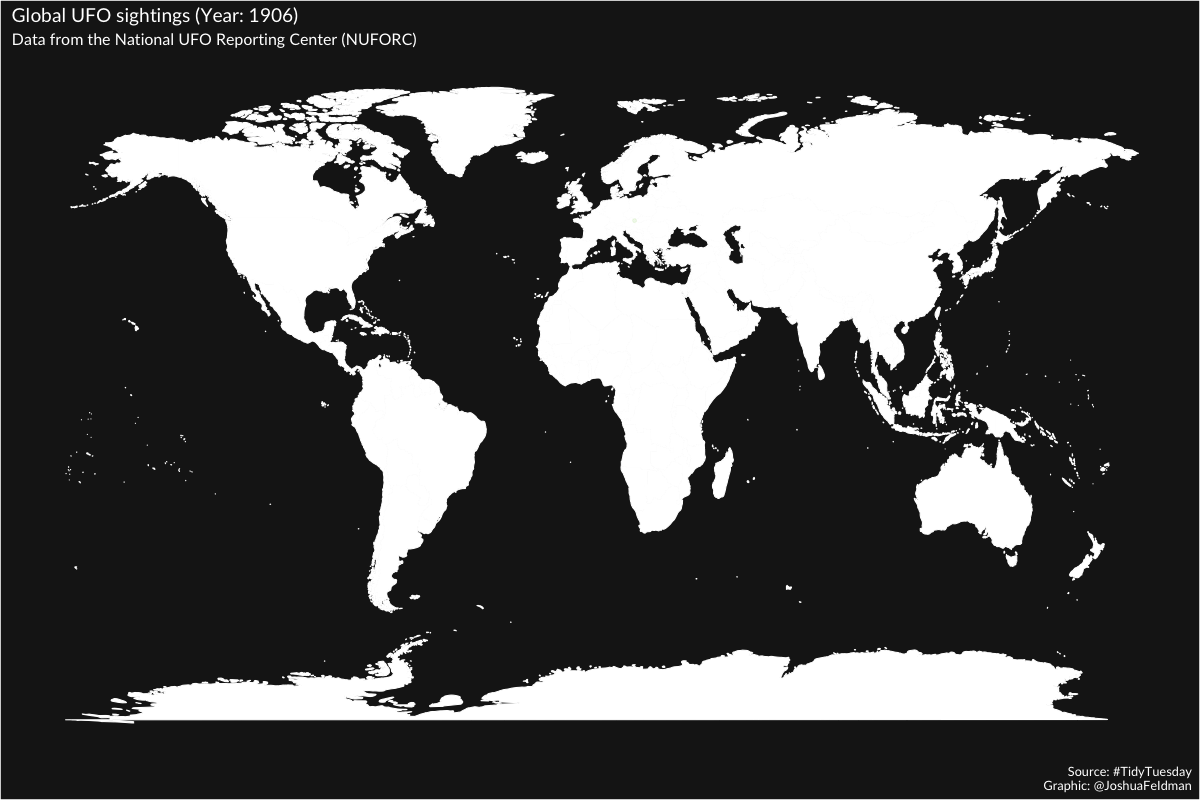 Global UFO sightings (Year: 1906)
Data from the National UFO Reporting Center (NUFORC)
Source: #TidyTuesday
Graphic: @JoshuaFeldman